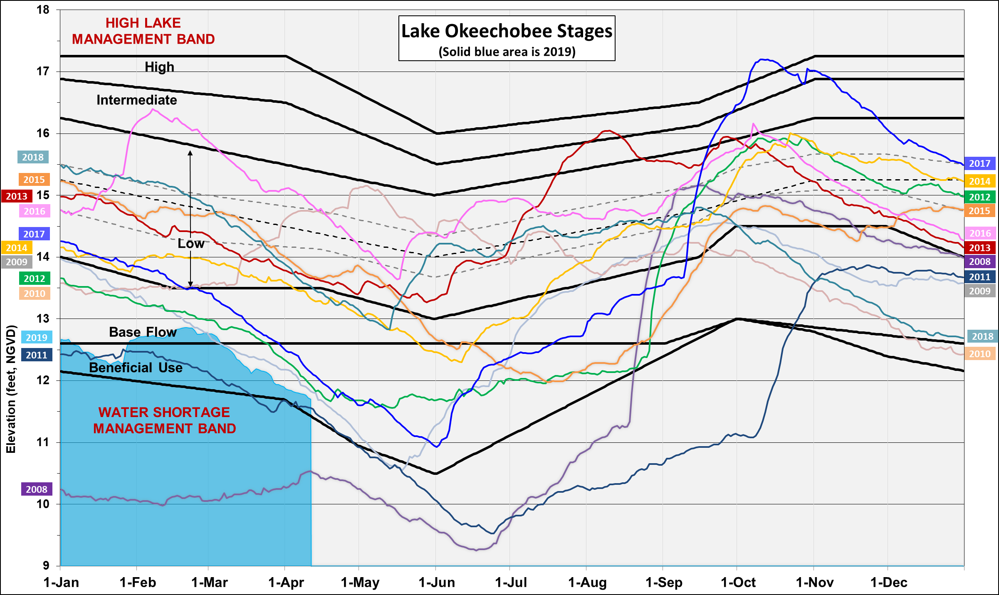 Lake Okeechobee Stages
(Solid blue area is 2019)
HIGH LAKE
MANAGEMENT BAND
High
Intermediate
Low
Base Flow
Beneficial Use
WATER SHORTAGE
MANAGEMENT BAND
Elevation (feet, NGVD)
18
17
16
15
14
13
12
11
10
9
2018
2015
2013
2016
2017
2014
2009
2012
2010
2019
2011
2008
2017
2014
2012
2015
2016
2013
2008
2011
2009
2018
2010
1-Jan 1-Feb 1-Mar 1-Apr 1-May 1-Jun 1-Jul 1-Aug 1-Sep 1-Oct 1-Nov 1-Dec